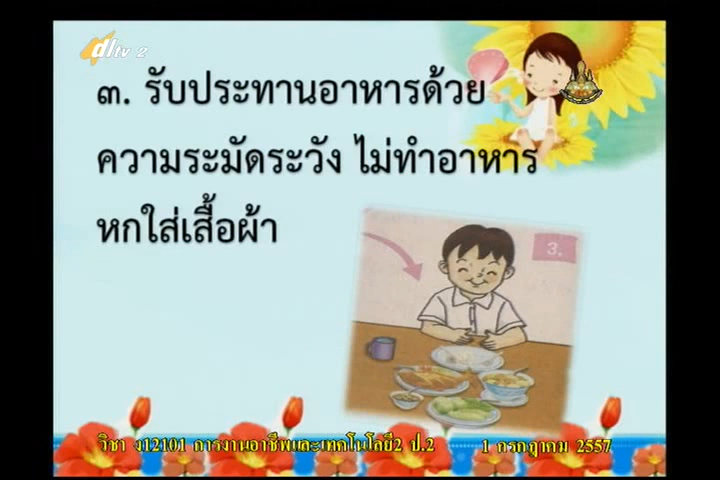 dltv 2
๓. รับประทานอาหารด้วย
ความระมัดระวัง ไม่ทำอาหาร
หกใส่เสื้อผ้า
3.
วิชา ง12101 การงานอาชีพและเทคโนโลยี2 ป.2 1 กรกฎาคม 2557